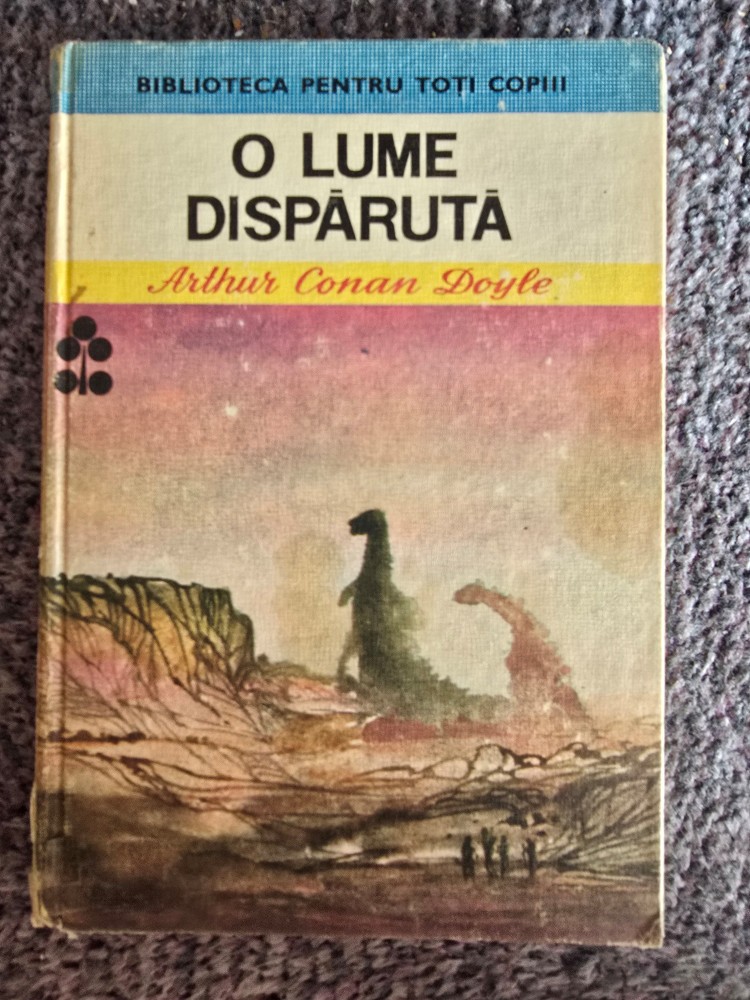 BIBLIOTECA PENTRU TOȚI COPIII
O LUME
DISPĂRUTĂ
Arthur Conan Doyle